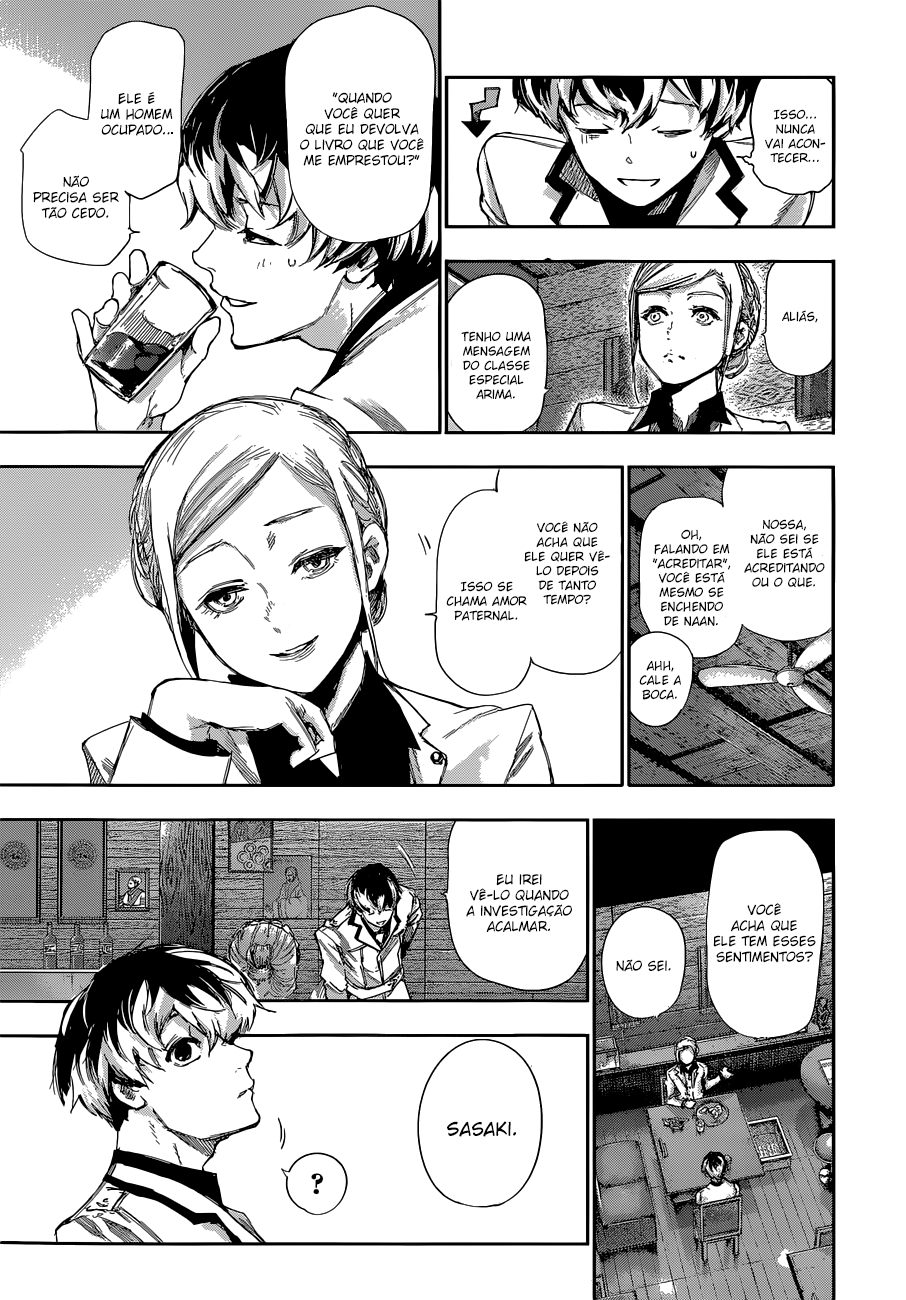 ISSO...
NUNCA
VAI ACON-
TECER...
ALIÁS,
TENHO UMA
MENSAGEM
DO CLASSE
ESPECIAL
ARIMA.
"QUANDO
VOCÊ QUER
QUE EU DEVOLVA
O LIVRO QUE VOCÊ
ME EMPRESTOU?"
ELE É
UM HOMEM
OCUPADO...
NÃO
PRECISA SER
TÃO CEDO.
NOSSA,
NÃO SEI SE
ELE ESTÁ
ACREDITANDO
OU O QUE.
OH,
FALANDO EM
"ACREDITAR",
VOCÊ ESTÁ
MESMO SE
ENCHENDO
DE NAAN.
AHH,
CALE A
BOCA.
VOCÊ NÃO
ACHA QUE
ELE QUER VÊ-
LO DEPOIS
DE TANTO
TEMPO?
ISSO SE
CHAMA AMOR
PATERNAL.
VOCÊ
ACHA QUE
ELE TEM ESSES
SENTIMENTOS?
NÃO SEI.
EU IREI
VÊ-LO QUANDO
A INVESTIGAÇÃO
ACALMAR.
SASAKI.
?